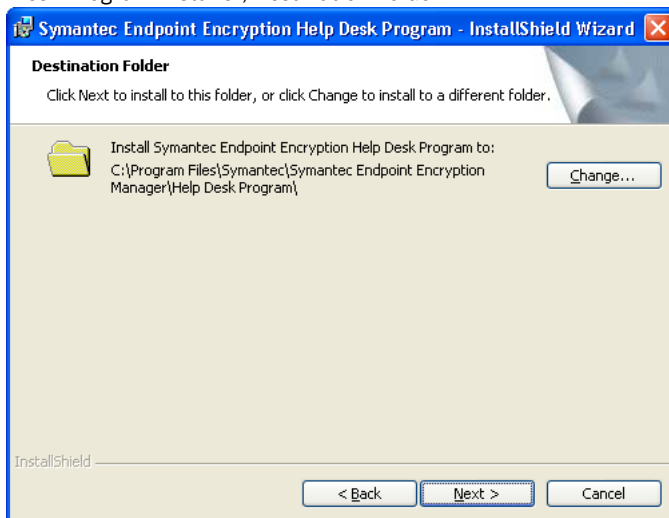 Symantec Endpoint Encryption Help Desk Program - InstallShield Wizard
Destination Folder
Click Next to install to this folder, or click Change to install to a different folder.
Install Symantec Endpoint Encryption Help Desk Program to:
C:\Program Files\Symantec\Symantec Endpoint Encryption
Manager\Help Desk Program\
Change...
InstallShield
< Back
Next >
Cancel